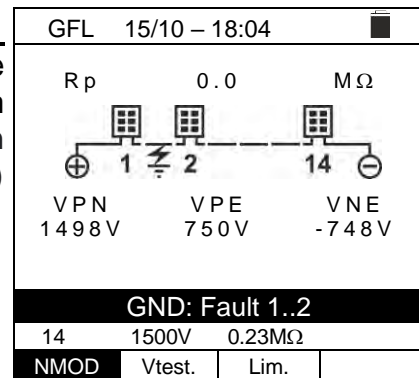 GFL 15/10 – 18:04
Rp 0.0 MΩ
1 2 14
VPN VPE VNE
1498V 750V -748V
GND: Fault 1..2
14 1500V 0.23MΩ
NMOD Vtest. Lim.